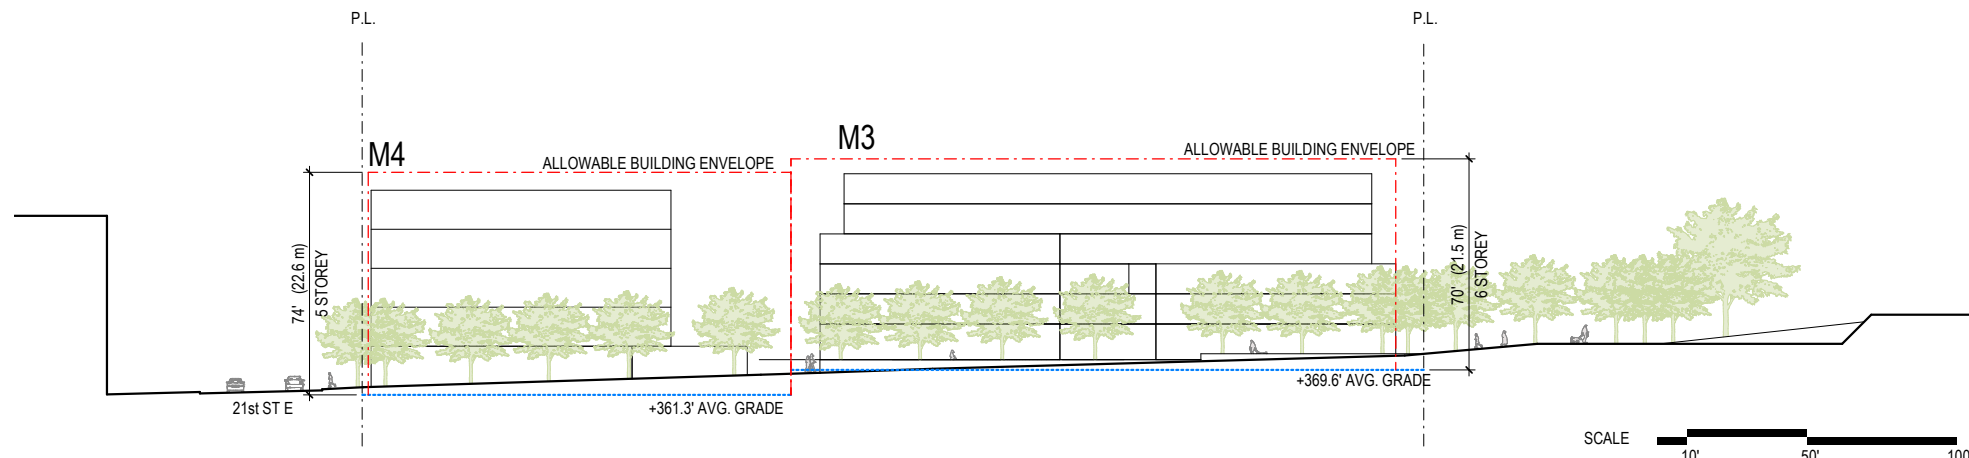 P.L.
P.L.
M4
M3
ALLOWABLE BUILDING ENVELOPE
ALLOWABLE BUILDING ENVELOPE
74' (22.6 m)
5 STOREY
70' (21.5 m)
6 STOREY
21st ST E
+361.3' AVG. GRADE
+369.6' AVG. GRADE
SCALE
10'
50'
100